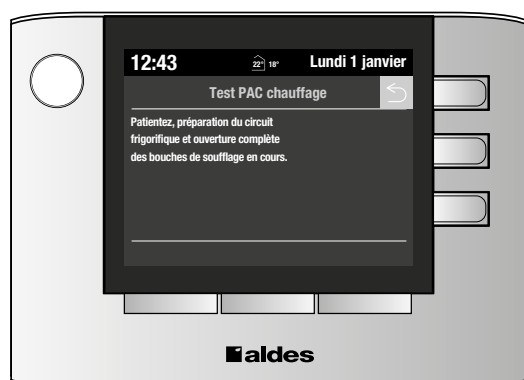 12:43 22° 18° Lundi 1 janvier
Test PAC chauffage
Patientez, préparation du circuit
frigorifique et ouverture complète
des bouches de soufflage en cours.
aldes